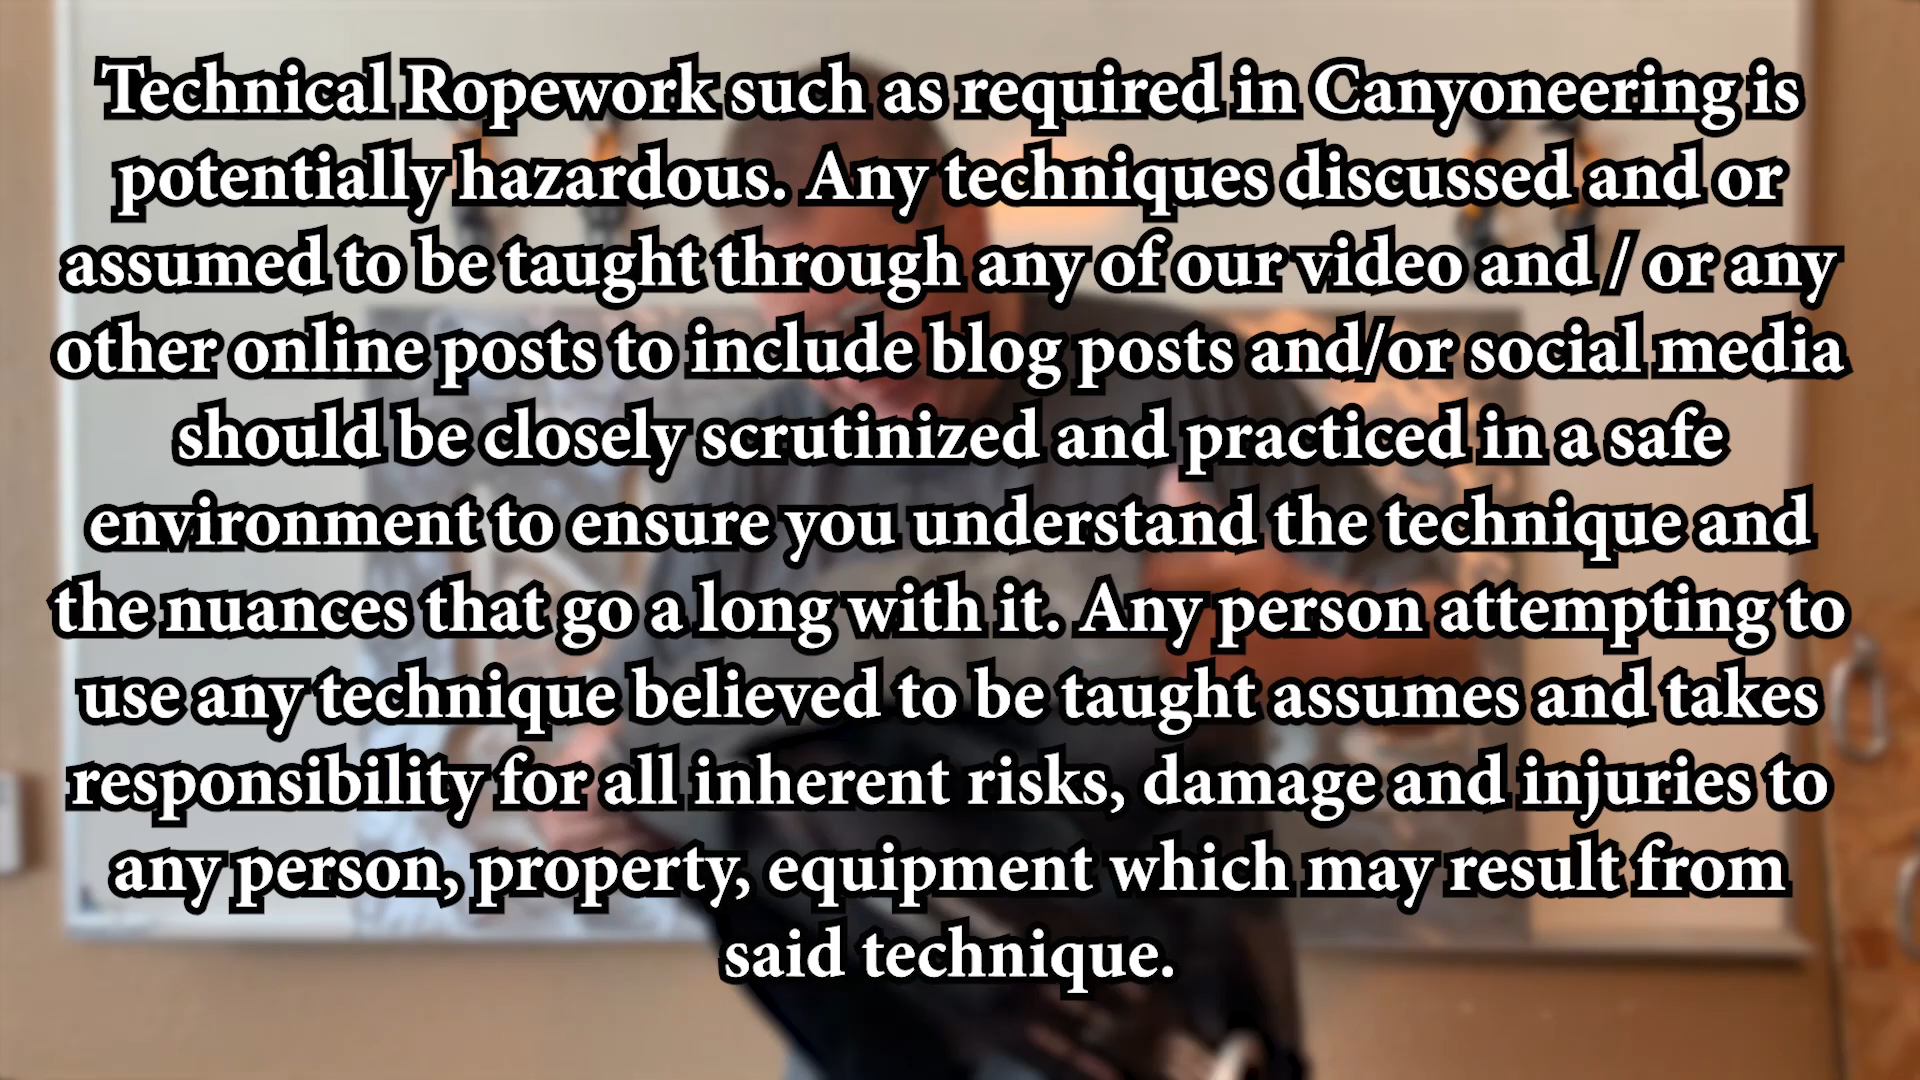 Technical Ropework such as required in Canyoneering is
potentially hazardous. Any techniques discussed and or
assumed to be taught through any of our video and / or any
other online posts to include blog posts and/or social media
should be closely scrutinized and practiced in a safe
environment to ensure you understand the technique and
the nuances that go a long with it. Any person attempting to
use any technique believed to be taught assumes and takes
responsibility for all inherent risks, damage and injuries to
any person, property, equipment which may result from
said technique.